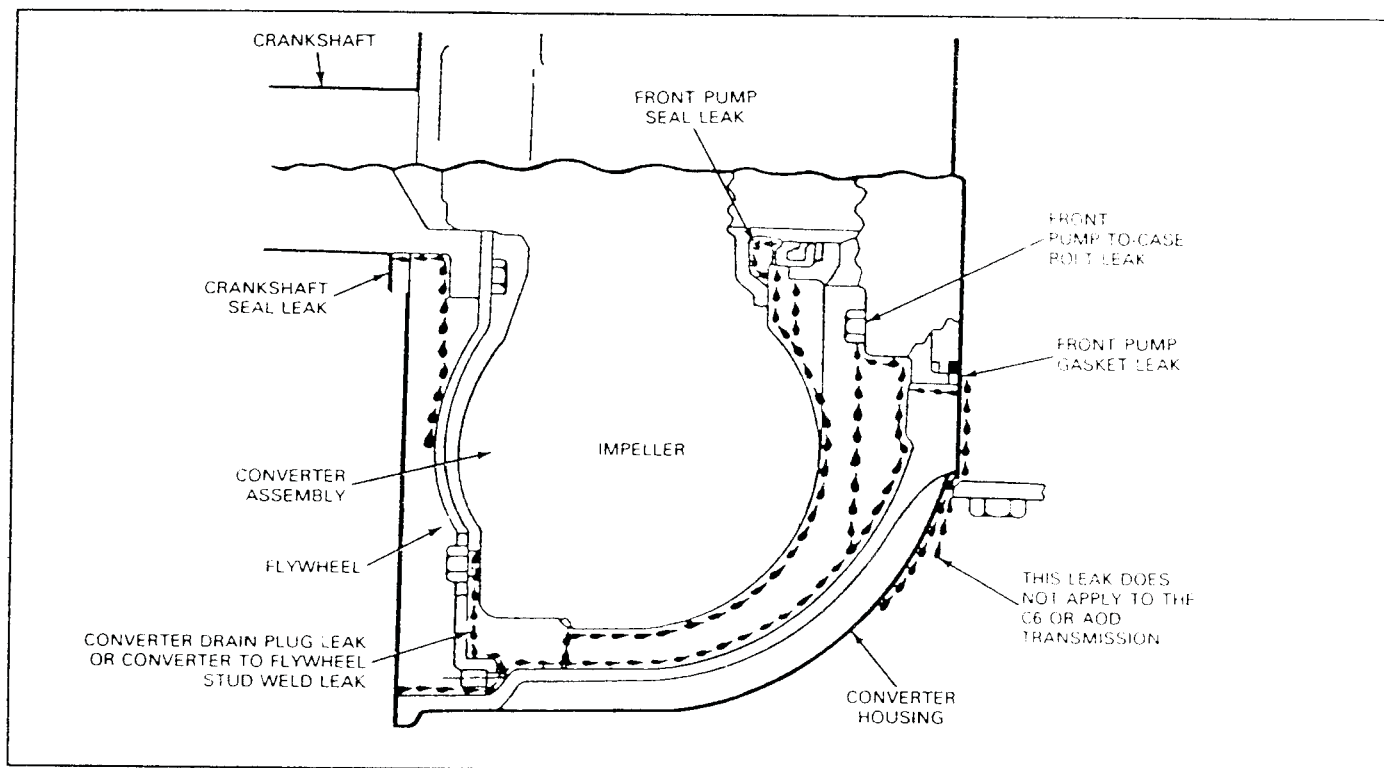 CRANKSHAFT
FRONT PUMP
SEAL LEAK
FRONT
PUMP-TO-CASE
BOLT LEAK
CRANKSHAFT
SEAL LEAK
FRONT PUMP
GASKET LEAK
IMPELLER
CONVERTER
ASSEMBLY
FLYWHEEL
THIS LEAK DOES
NOT APPLY TO THE
C6 OR AOD
TRANSMISSION
CONVERTER DRAIN PLUG LEAK
OR CONVERTER TO FLYWHEEL
STUD WELD LEAK
CONVERTER
HOUSING